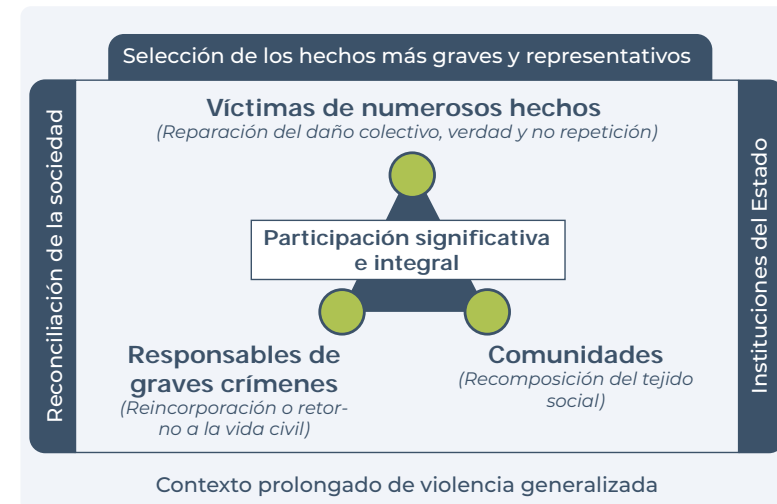 Selección de los hechos más graves y representativos
Reconciliación de la sociedad
Víctimas de numerosos hechos
(Reparación del daño colectivo, verdad y no repetición)
Participación significativa
e integral
Responsables de
graves crímenes
(Reincorporación o retor-
no a la vida civil)
Comunidades
(Recomposición del tejido
social)
Instituciones del Estado
Contexto prolongado de violencia generalizada